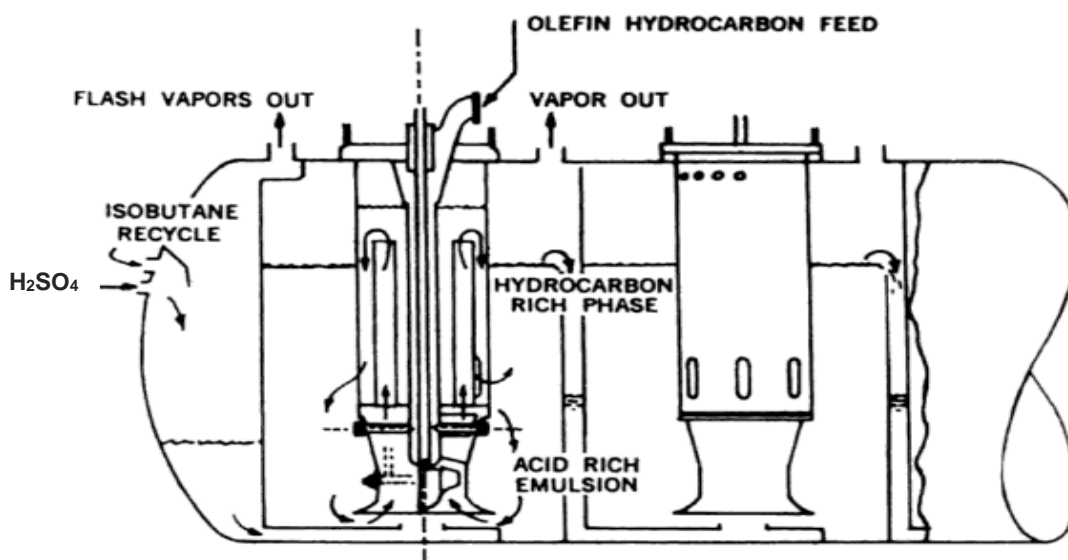 OLEFIN HYDROCARBON FEED
FLASH VAPORS OUT
VAPOR OUT
ISOBUTANE
RECYCLE
H₂SO₄
HYDROCARBON
RICH PHASE
ACID RICH
EMULSION